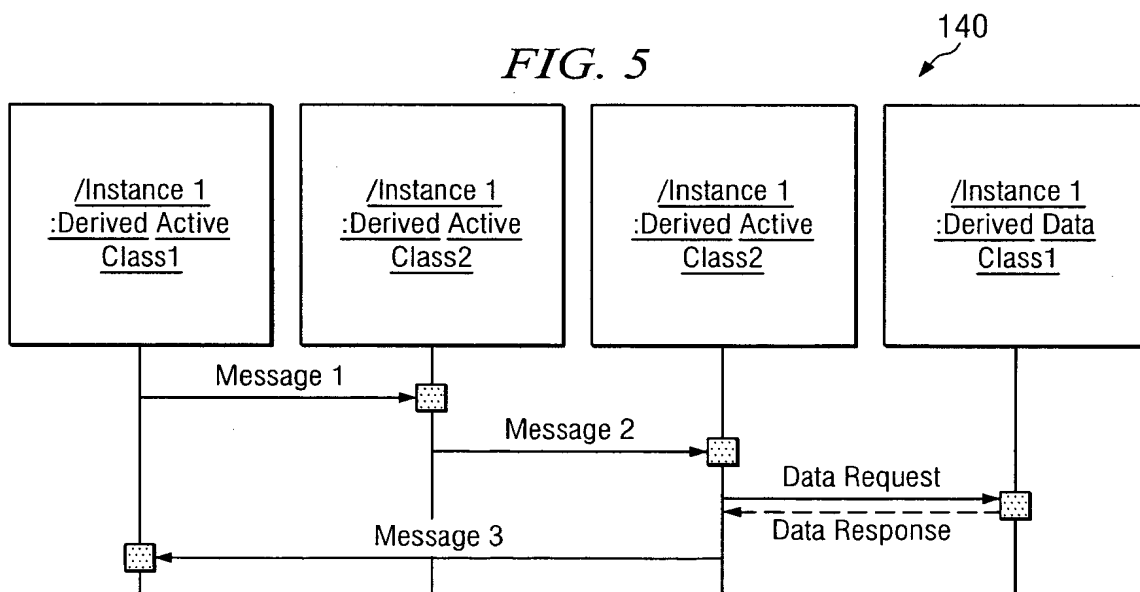 140
FIG. 5
/Instance 1
:Derived Active
Class1
/Instance 1
:Derived Active
Class2
/Instance 1
:Derived Active
Class2
/Instance 1
:Derived Data
Class1
Message 1
Message 2
Data Request
Data Response
Message 3